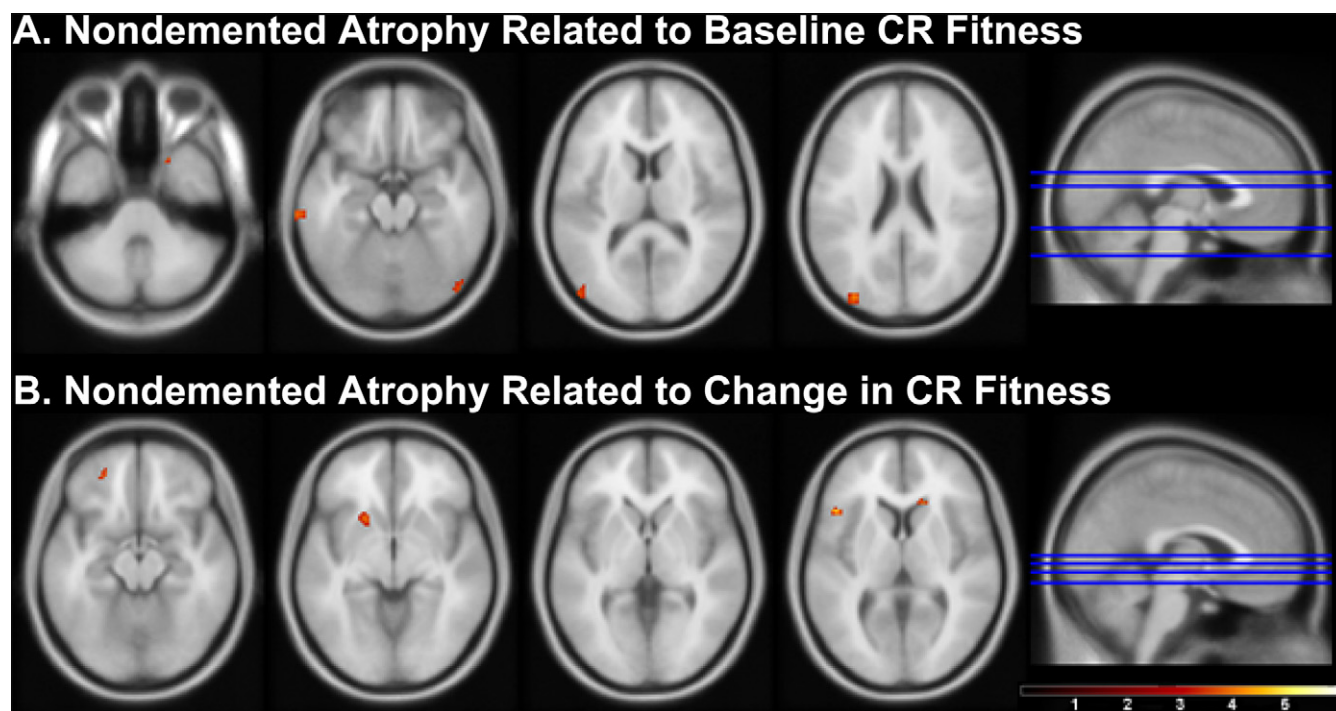 A. Nondemented Atrophy Related to Baseline CR Fitness
B. Nondemented Atrophy Related to Change in CR Fitness
1 2 3 4 5